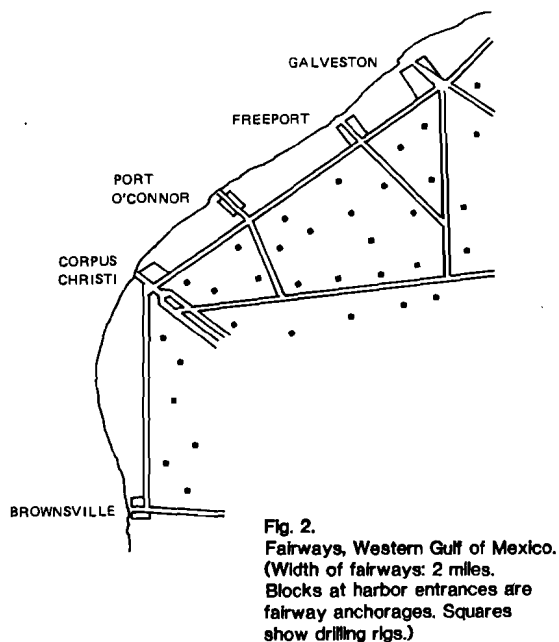 GALVESTON
FREEPORT
PORT
O'CONNOR
CORPUS
CHRISTI
BROWNSVILLE
Fig. 2.
Fairways, Western Gulf of Mexico.
(Width of fairways: 2 miles.
Blocks at harbor entrances are
fairway anchorages. Squares
show drilling rigs.)